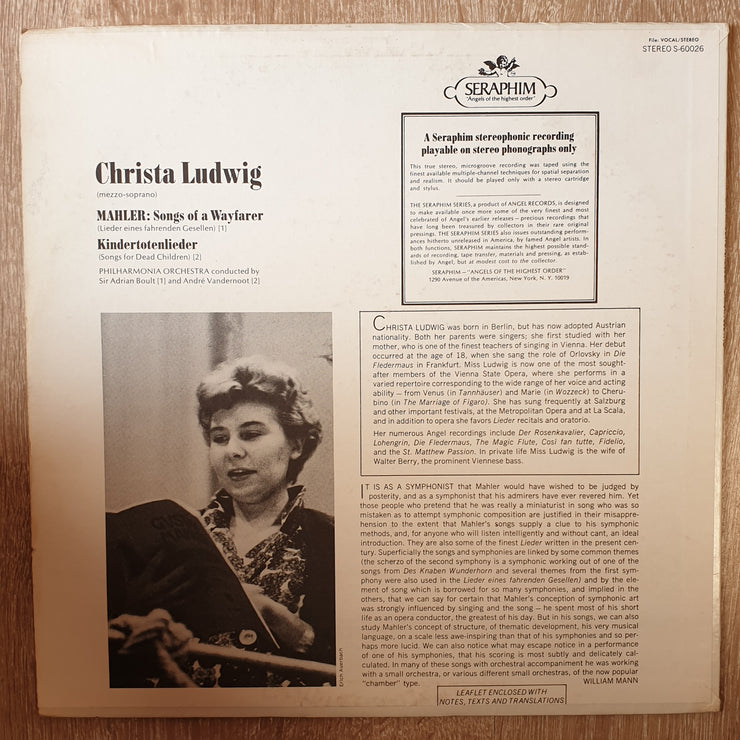 File: VOCAL/STEREO
STEREO S-60026
SERAPHIM
"Angels of the highest order"
A Seraphim stereophonic recording
playable on stereo phonographs only
This true stereo, microgroove recording was taped using the
finest available multiple-channel techniques for spatial separation
and realism. It should be played only with a stereo cartridge
and stylus.
THE SERAPHIM SERIES, a product of ANGEL RECORDS, is designed
to make available once more some of the very finest and most
celebrated of Angel's earlier releases – precious recordings that
have long been treasured by collectors in their rare original
pressings. THE SERAPHIM SERIES also issues outstanding perform-
ances hitherto unreleased in America, by famed Angel artists. In
both functions, SERAPHIM maintains the highest possible stand-
ards of recording, tape transfer, materials and pressing, as estab-
lished by Angel, but at modest cost to the collector.
SERAPHIM – "ANGELS OF THE HIGHEST ORDER"
1290 Avenue of the Americas, New York, N. Y. 10019
Christa Ludwig
(mezzo-soprano)
MAHLER: Songs of a Wayfarer
(Lieder eines fahrenden Gesellen) [1]
Kindertotenlieder
(Songs for Dead Children) [2]
PHILHARMONIA ORCHESTRA conducted by
Sir Adrian Boult [1] and André Vandernoot [2]
Erich Auerbach
CHRISTA LUDWIG was born in Berlin, but has now adopted Austrian
nationality. Both her parents were singers; she first studied with her
mother, who is one of the finest teachers of singing in Vienna. Her debut
occurred at the age of 18, when she sang the role of Orlovsky in Die
Fledermaus in Frankfurt. Miss Ludwig is now one of the most sought-
after members of the Vienna State Opera, where she performs in a
varied repertoire corresponding to the wide range of her voice and acting
ability – from Venus (in Tannhäuser) and Marie (in Wozzeck) to Cheru-
bino (in The Marriage of Figaro). She has sung frequently at Salzburg
and other important festivals, at the Metropolitan Opera and at La Scala,
and in addition to opera she favors Lieder recitals and oratorio.
Her numerous Angel recordings include Der Rosenkavalier, Capriccio,
Lohengrin, Die Fledermaus, The Magic Flute, Così fan tutte, Fidelio,
and the St. Matthew Passion. In private life Miss Ludwig is the wife of
Walter Berry, the prominent Viennese bass.
IT IS AS A SYMPHONIST that Mahler would have wished to be judged by
posterity, and as a symphonist that his admirers have ever revered him. Yet
those people who pretend that he was really a miniaturist in song who was so
mistaken as to attempt symphonic composition are justified in their misappre-
hension to the extent that Mahler's songs supply a clue to his symphonic
methods, and, for anyone who will listen intelligently and without cant, an ideal
introduction. They are also some of the finest Lieder written in the present cen-
tury. Superficially the songs and symphonies are linked by some common themes
(the scherzo of the second symphony is a symphonic working out of one of the
songs from Des Knaben Wunderhorn and several themes from the first sym-
phony were also used in the Lieder eines fahrenden Gesellen) and by the ele-
ment of song which is borrowed for so many symphonies, and implied in the
others, that we can say for certain that Mahler's conception of symphonic art
was strongly influenced by singing and the song – he spent most of his short
life as an opera conductor, the greatest of his day. But in his songs, we can also
study Mahler's concept of structure, of thematic development, his very musical
language, on a scale less awe-inspiring than that of his symphonies and so per-
haps more lucid. We can also notice what may escape notice in a performance
of one of his symphonies, that his scoring is most subtly and delicately cal-
culated. In many of these songs with orchestral accompaniment he was working
with a small orchestra, or various different small orchestras, of the now popular
"chamber" type.
WILLIAM MANN
LEAFLET ENCLOSED WITH
NOTES, TEXTS AND TRANSLATIONS